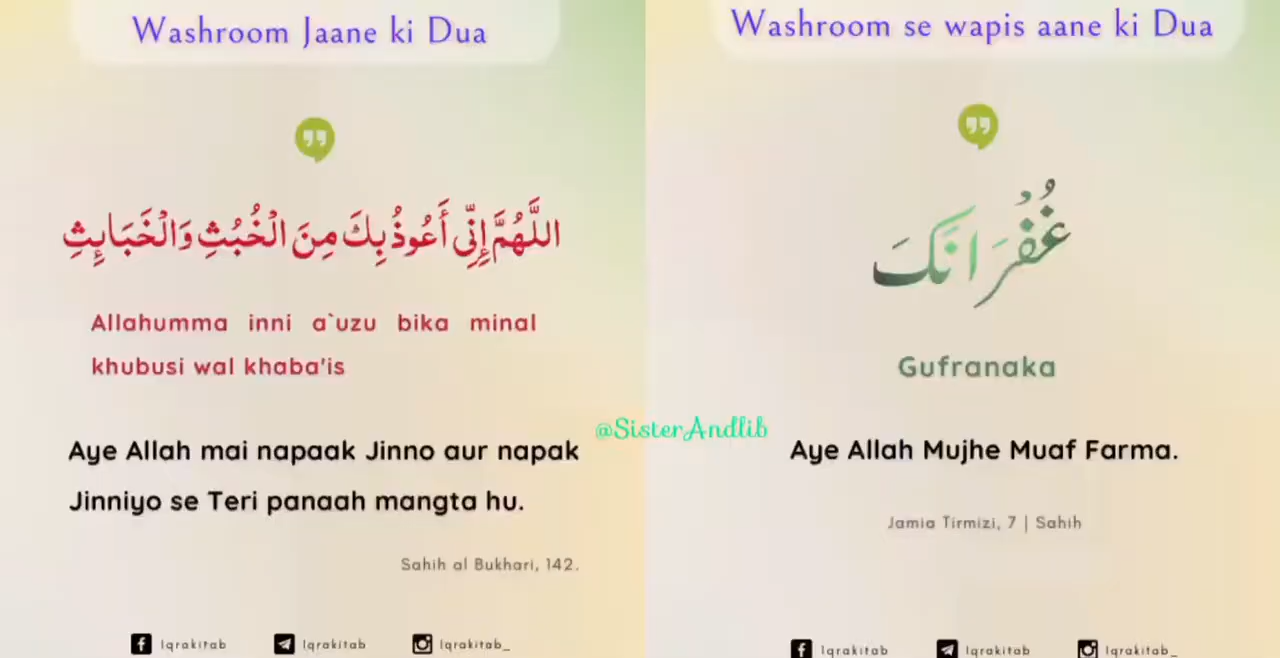 Washroom Jaane ki Dua
اللَّهُمَّ إِنِّي أَعُوذُ بِكَ مِنَ الْخُبُثِ وَالْخَبَائِثِ
Allahumma inni a`uzu bika minal
khubusi wal khaba'is
Aye Allah mai napaak Jinno aur napak
Jinniyo se Teri panaah mangta hu.
Sahih al Bukhari, 142.
Iqrakitab Iqrakitab Iqrakitab_
Washroom se wapis aane ki Dua
غُفْرَانَكَ
Gufranaka
@SisterAndlib
Aye Allah Mujhe Muaf Farma.
Jamia Tirmizi, 7 | Sahih
Iqrakitab Iqrakitab Iqrakitab_